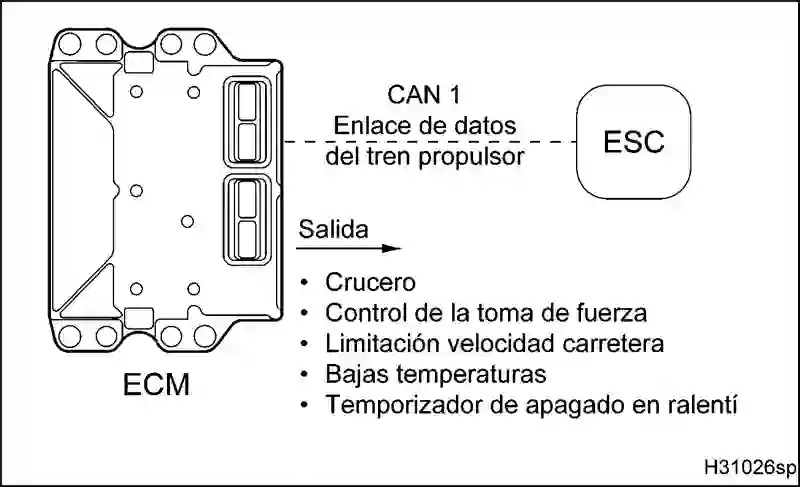 CAN 1
Enlace de datos
del tren propulsor
ESC
Salida
• Crucero
• Control de la toma de fuerza
• Limitación velocidad carretera
• Bajas temperaturas
• Temporizador de apagado en ralentí
ECM
H31026sp